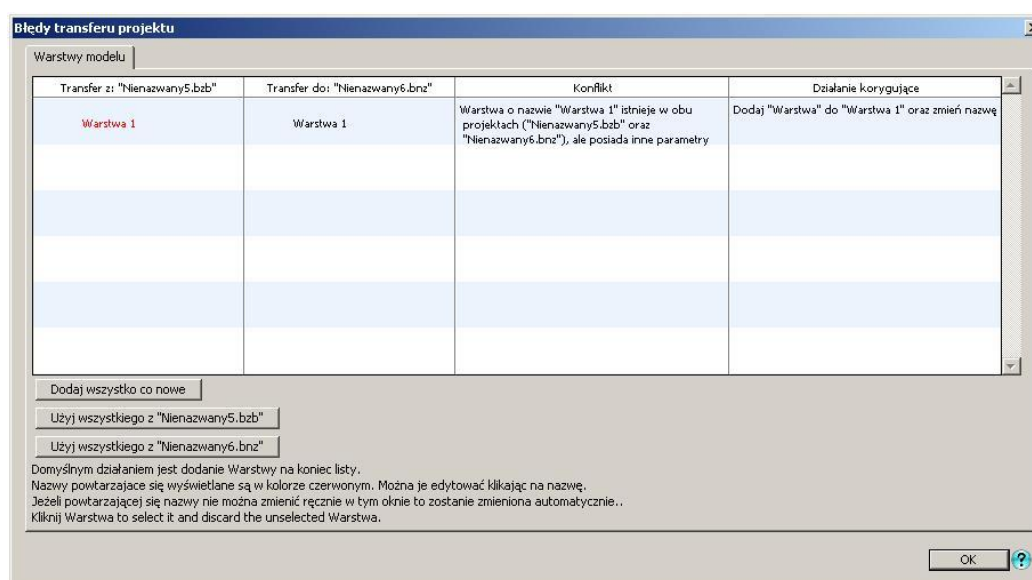 Błędy transferu projektu
Warstwy modelu
Transfer z: "Nienazwany5.bzb"
Transfer do: "Nienazwany6.bnz"
Konflikt
Działanie korygujące
Warstwa 1
Warstwa 1
Warstwa o nazwie "Warstwa 1" istnieje w obu
projektach ("Nienazwany5.bzb" oraz
"Nienazwany6.bnz"), ale posiada inne parametry
Dodaj "Warstwa" do "Warstwa 1" oraz zmień nazwę
Dodaj wszystko co nowe
Użyj wszystkiego z "Nienazwany5.bzb"
Użyj wszystkiego z "Nienazwany6.bnz"
Domyślnym działaniem jest dodanie Warstwy na koniec listy.
Nazwy powtarzajace się wyświetlane są w kolorze czerwonym. Można je edytować klikając na nazwę.
Jeżeli powtarzającej się nazwy nie można zmienić ręcznie w tym oknie to zostanie zmieniona automatycznie..
Kliknij Warstwa to select it and discard the unselected Warstwa.
OK
?